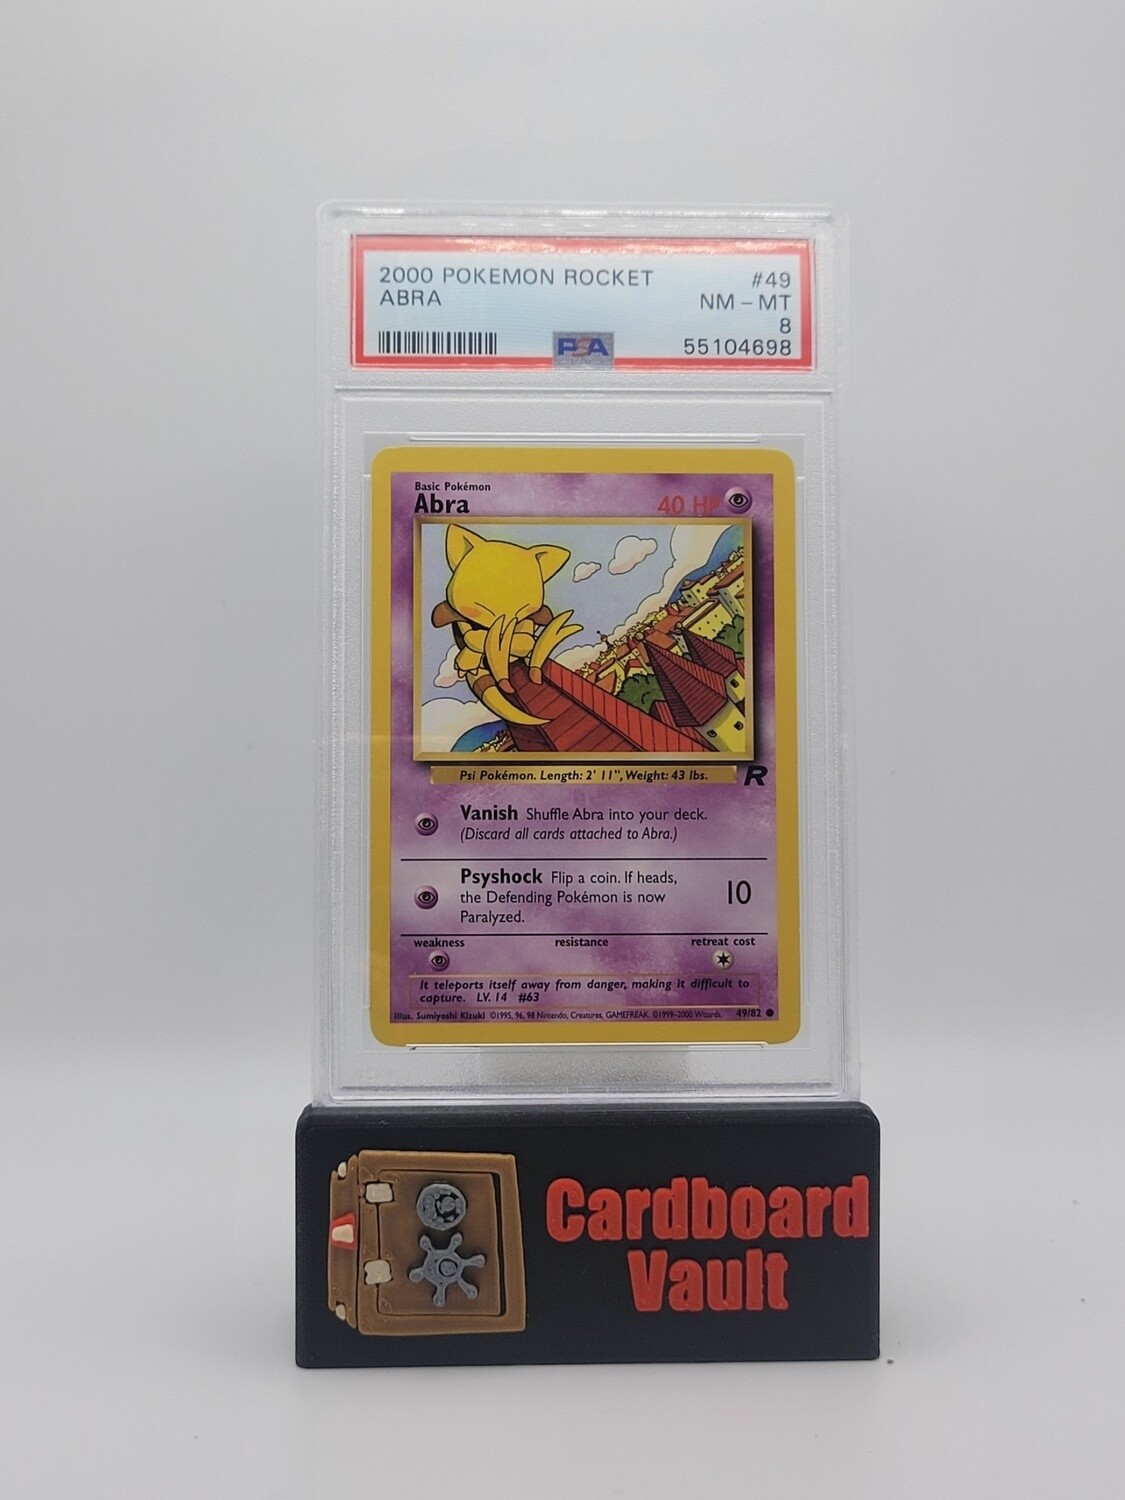 2000 POKEMON ROCKET #49
ABRA NM - MT
8
PSA 55104698
Basic Pokémon
Abra 40 HP
Psi Pokémon. Length: 2' 11", Weight: 43 lbs. R
Vanish Shuffle Abra into your deck.
(Discard all cards attached to Abra.)
Psyshock Flip a coin. If heads,
the Defending Pokémon is now 10
Paralyzed.
weakness resistance retreat cost
It teleports itself away from danger, making it difficult to
capture. LV. 14 #63
Illus. Sumiyoshi Kizuki ©1995, 96, 98 Nintendo, Creatures, GAMEFREAK. ©1999-2000 Wizards. 49/82
Cardboard
Vault